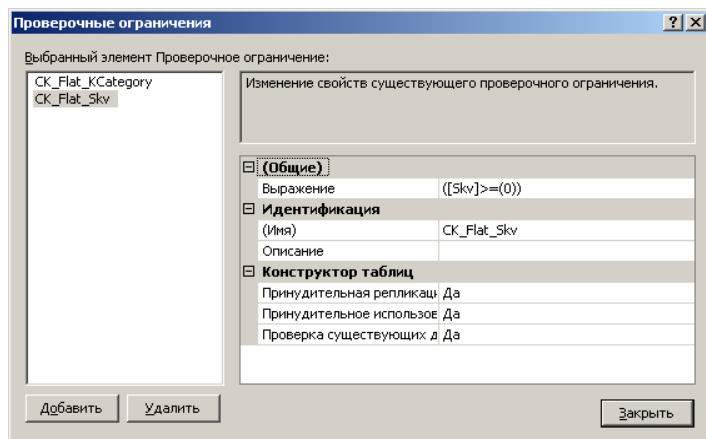 Проверочные ограничения
Выбранный элемент Проверочное ограничение:
CK_Flat_KCategory
CK_Flat_Skv
Изменение свойств существующего проверочного ограничения.
(Общие)
Выражение ([Skv]>=(0))
Идентификация
(Имя) CK_Flat_Skv
Описание
Конструктор таблиц
Принудительная репликаци Да
Принудительное использов Да
Проверка существующих д Да
Добавить Удалить
Закрыть